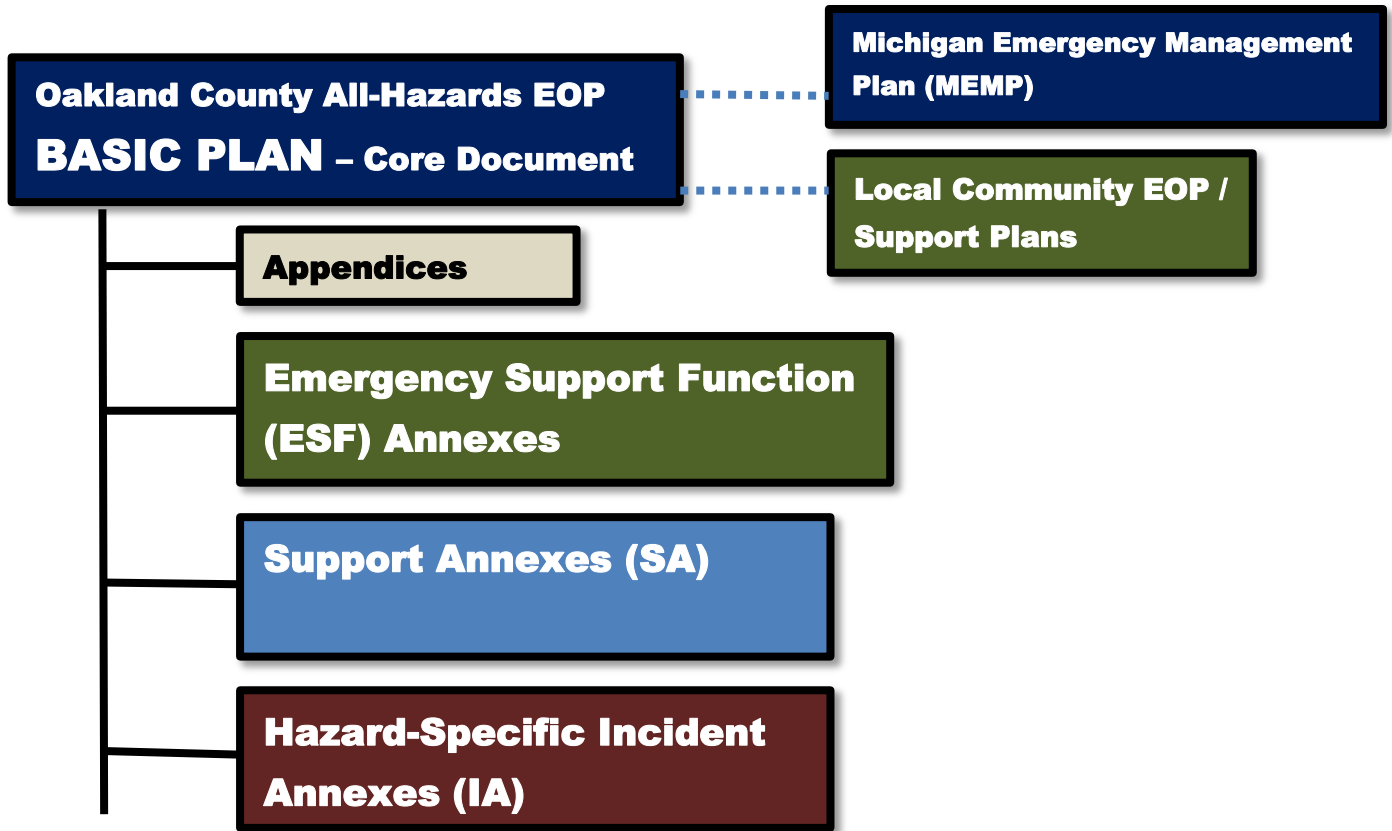 Oakland County All-Hazards EOP
BASIC PLAN – Core Document
Michigan Emergency Management
Plan (MEMP)
Local Community EOP /
Support Plans
Appendices
Emergency Support Function
(ESF) Annexes
Support Annexes (SA)
Hazard-Specific Incident
Annexes (IA)